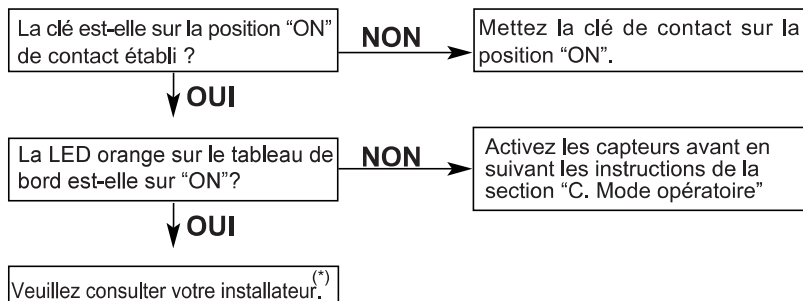 La clé est-elle sur la position “ON”
de contact établi ?
NON
Mettez la clé de contact sur la
position “ON”.
OUI
La LED orange sur le tableau de
bord est-elle sur “ON”?
NON
Activez les capteurs avant en
suivant les instructions de la
section “C. Mode opératoire”
OUI
Veuillez consulter votre installateur.(*)